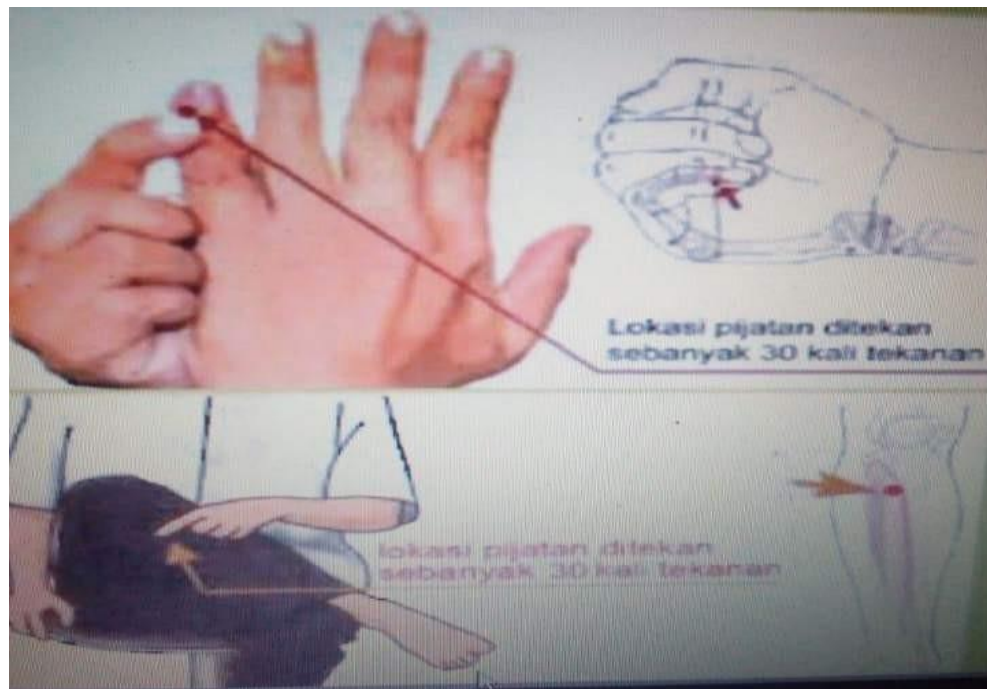 Lokasi pijatan ditekan
sebanyak 30 kali tekanan
lokasi pijatan ditekan
sebanyak 30 kali tekanan